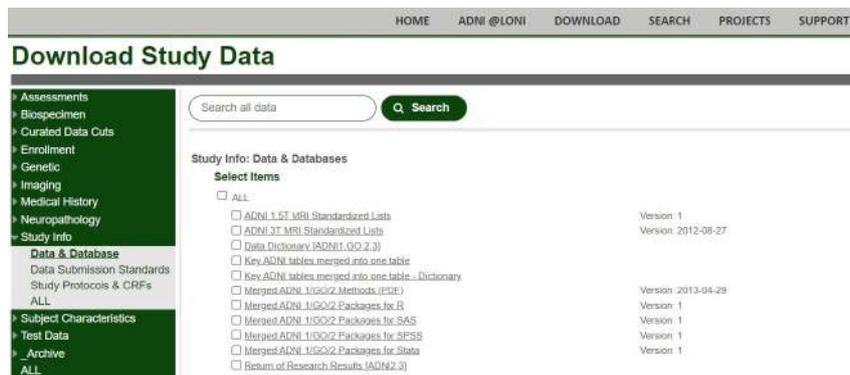 HOME ADNI @LONI DOWNLOAD SEARCH PROJECTS SUPPORT
Download Study Data
Assessments
Biospecimen
Curated Data Cuts
Enrollment
Genetic
Imaging
Medical History
Neuropathology
Study Info
Data & Database
Data Submission Standards
Study Protocols & CRFs
ALL
Subject Characteristics
Test Data
_Archive
ALL
Search all data Search
Study Info: Data & Databases
Select Items
ALL
ADNI 1.5T MRI Standardized Lists Version: 1
ADNI 3T MRI Standardized Lists Version: 2012-08-27
Data Dictionary [ADNI1,GO,2,3]
Key ADNI tables merged into one table
Key ADNI tables merged into one table - Dictionary
Merged ADNI 1/GO/2 Methods (PDF) Version: 2013-04-29
Merged ADNI 1/GO/2 Packages for R Version: 1
Merged ADNI 1/GO/2 Packages for SAS Version: 1
Merged ADNI 1/GO/2 Packages for SPSS Version: 1
Merged ADNI 1/GO/2 Packages for Stata Version: 1
Return of Research Results [ADNI2,3]